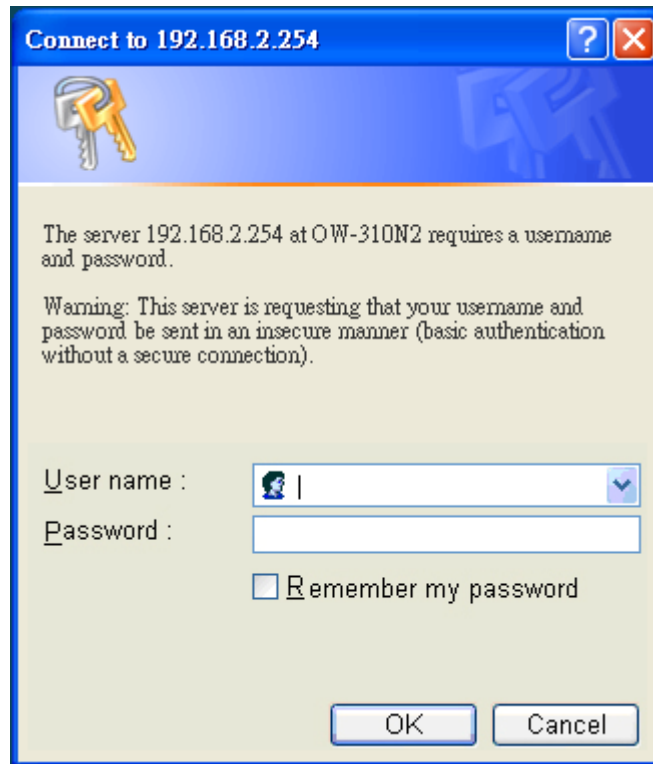 Connect to 192.168.2.254
The server 192.168.2.254 at OW-310N2 requires a username
and password.
Warning: This server is requesting that your username and
password be sent in an insecure manner (basic authentication
without a secure connection).
User name :
Password :
Remember my password
OK Cancel